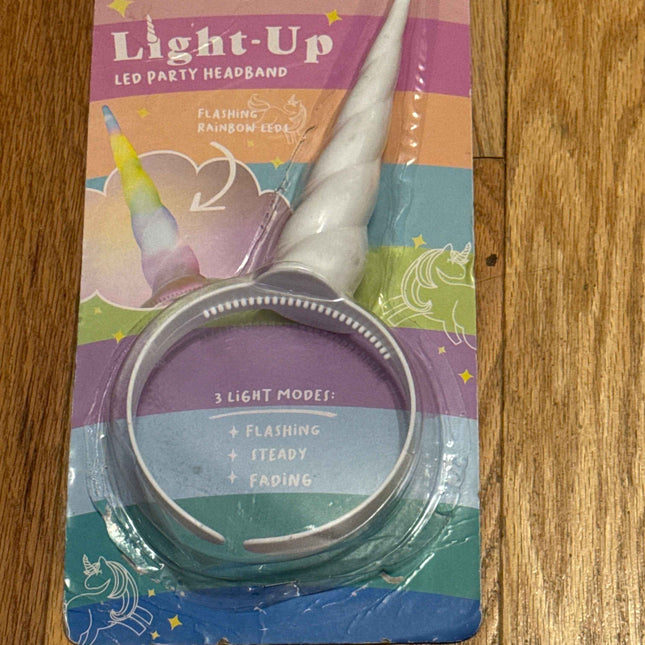 Light-Up
LED PARTY HEADBAND
FLASHING
RAINBOW LEDS
3 LIGHT MODES:
FLASHING
STEADY
FADING